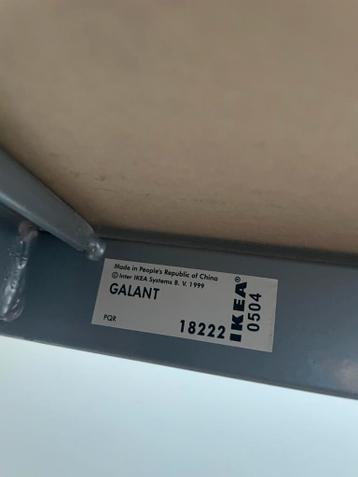 Made in People's Republic of China
© Inter IKEA Systems B. V. 1999
GALANT
PQR
18222
IKEA®
0504